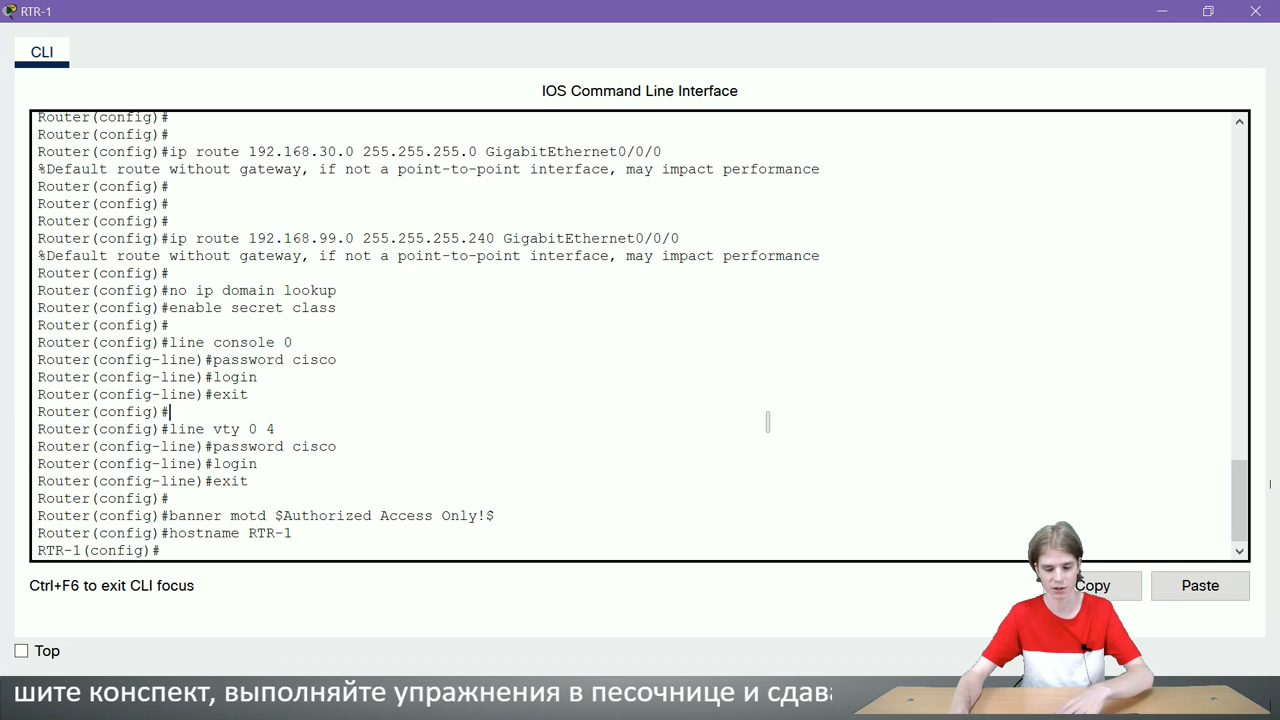 RTR-1
CLI
IOS Command Line Interface
Router(config)#
Router(config)#
Router(config)#ip route 192.168.30.0 255.255.255.0 GigabitEthernet0/0/0
%Default route without gateway, if not a point-to-point interface, may impact performance
Router(config)#
Router(config)#
Router(config)#
Router(config)#ip route 192.168.99.0 255.255.255.240 GigabitEthernet0/0/0
%Default route without gateway, if not a point-to-point interface, may impact performance
Router(config)#
Router(config)#no ip domain lookup
Router(config)#enable secret class
Router(config)#
Router(config)#line console 0
Router(config-line)#password cisco
Router(config-line)#login
Router(config-line)#exit
Router(config)#
Router(config)#line vty 0 4
Router(config-line)#password cisco
Router(config-line)#login
Router(config-line)#exit
Router(config)#
Router(config)#banner motd $Authorized Access Only!$
Router(config)#hostname RTR-1
RTR-1(config)#
Ctrl+F6 to exit CLI focus
Copy
Paste
Top
шите конспект, выполняйте упражнения в песочнице и сдав